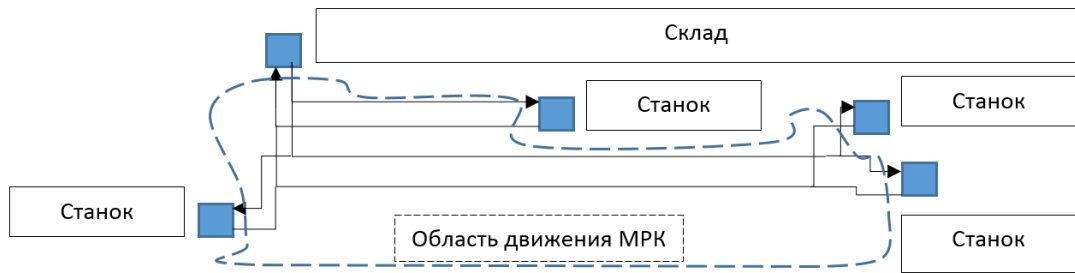 Склад
Станок
Станок
Станок
Область движения МРК
Станок